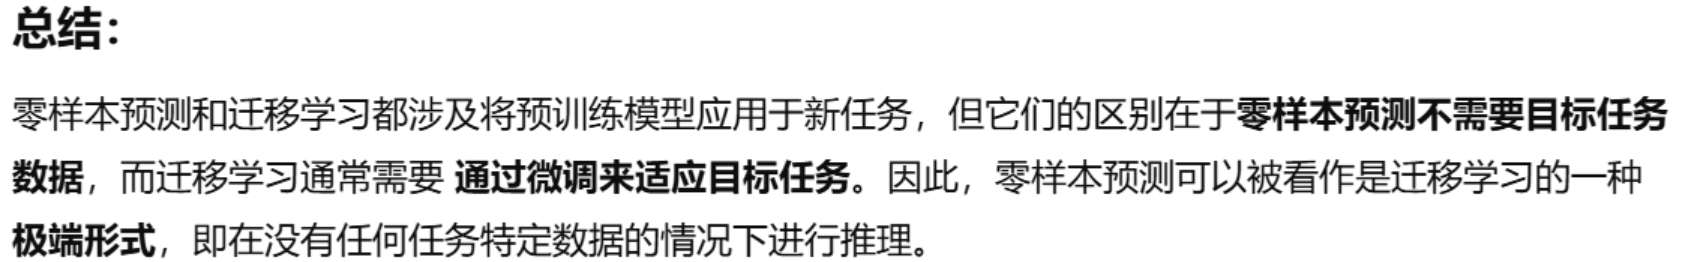 总结：
零样本预测和迁移学习都涉及将预训练模型应用于新任务，但它们的区别在于零样本预测不需要目标任务
数据，而迁移学习通常需要 通过微调来适应目标任务。因此，零样本预测可以被看作是迁移学习的一种
极端形式，即在没有任何任务特定数据的情况下进行推理。